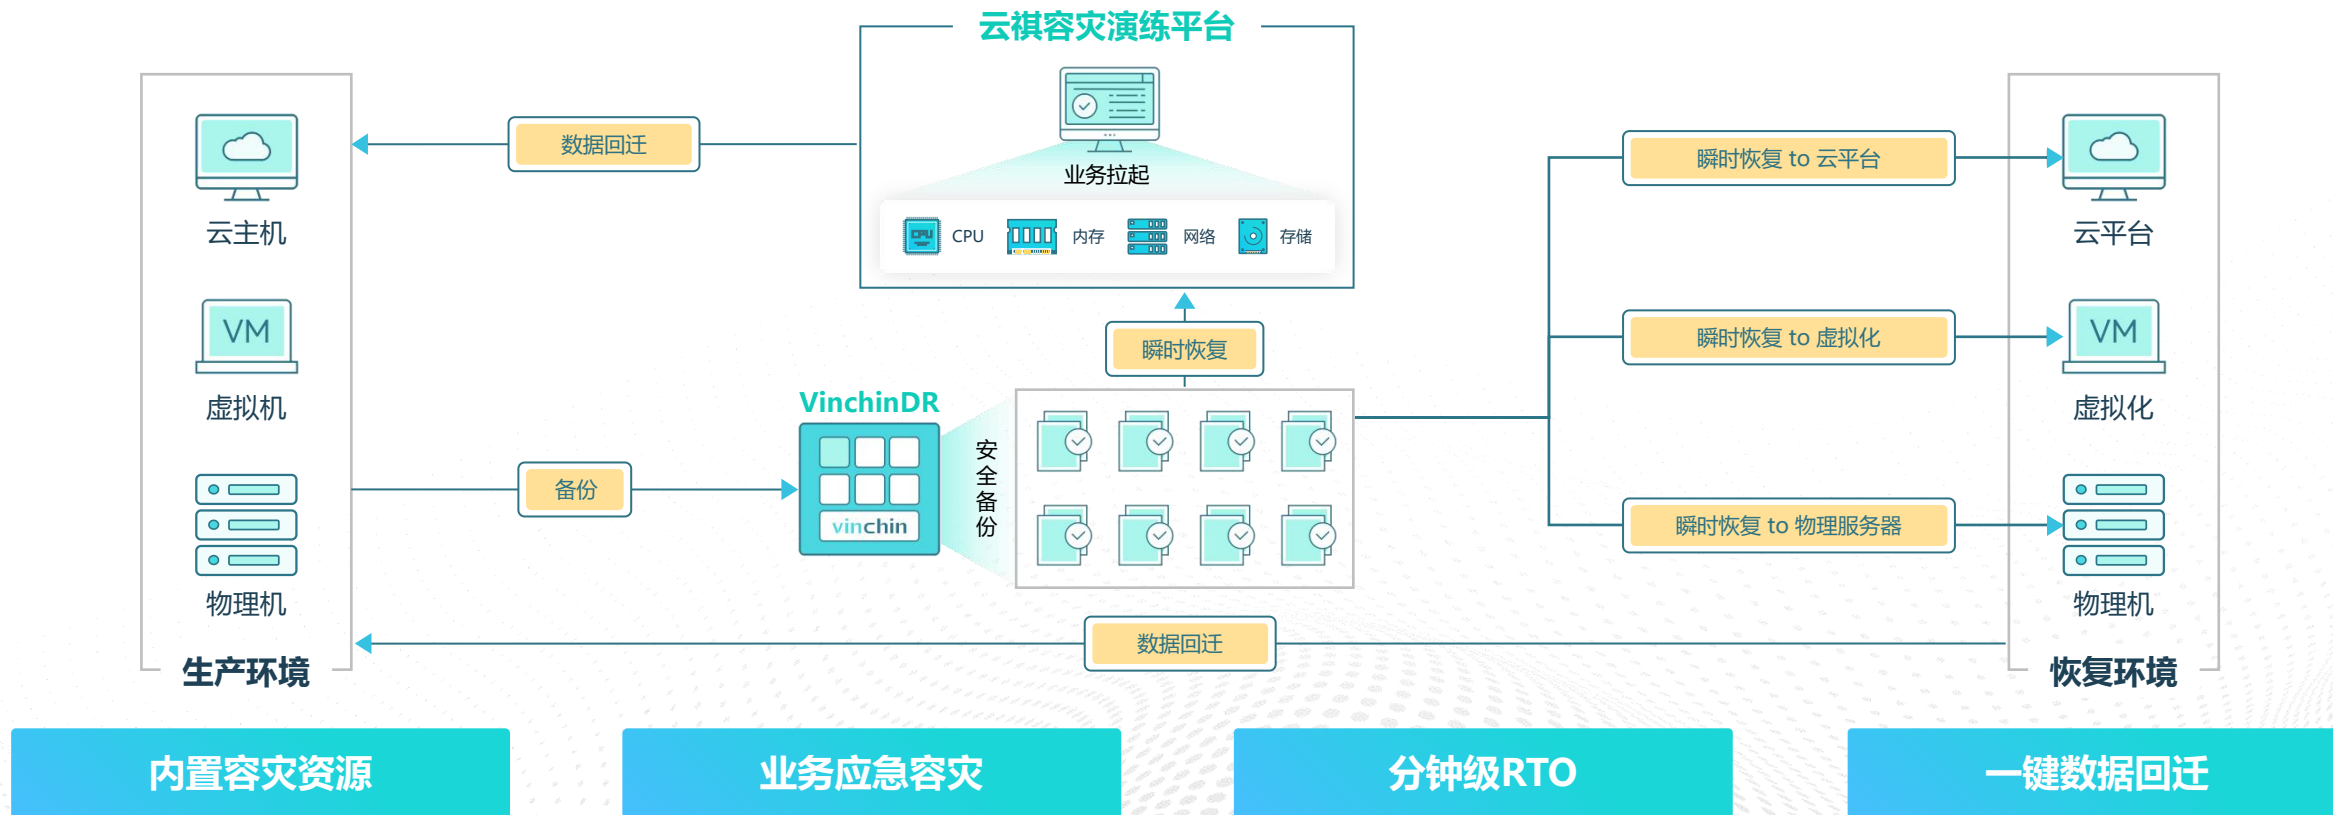 云祺容灾演练平台
业务拉起
CPU
CPU
内存
网络
存储
数据回迁
云主机
VM
虚拟机
物理机
生产环境
备份
VinchinDR
vinchin
安全备份
瞬时恢复
瞬时恢复 to 云平台
瞬时恢复 to 虚拟化
瞬时恢复 to 物理服务器
云平台
VM
虚拟化
物理机
恢复环境
数据回迁
内置容灾资源
业务应急容灾
分钟级RTO
一键数据回迁